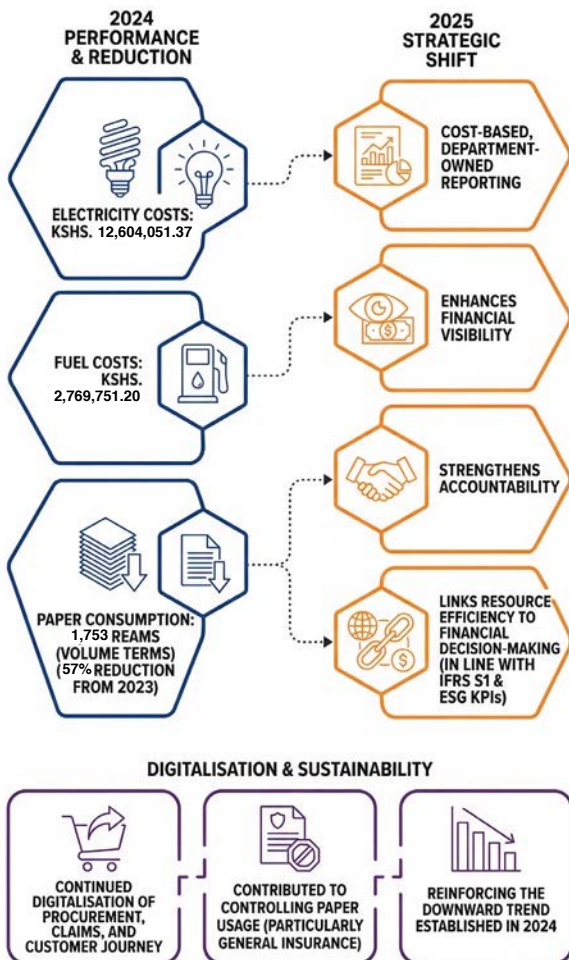 2024
PERFORMANCE
& REDUCTION
ELECTRICITY COSTS:
KSHS. 12,604,051.37
FUEL COSTS:
KSHS.
2,769,751.20
PAPER CONSUMPTION:
1,753 REAMS
(VOLUME TERMS)
(57% REDUCTION
FROM 2023)
2025
STRATEGIC
SHIFT
COST-BASED,
DEPARTMENT-
OWNED
REPORTING
$
ENHANCES
FINANCIAL
VISIBILITY
STRENGTHENS
ACCOUNTABILITY
$
LINKS RESOURCE
EFFICIENCY TO
FINANCIAL
DECISION-MAKING
(IN LINE WITH
IFRS S1 &
ESG KPIs)
DIGITALISATION & SUSTAINABILITY
CONTINUED
DIGITALISATION OF
PROCUREMENT,
CLAIMS, AND
CUSTOMER JOURNEY
CONTRIBUTED TO
CONTROLLING PAPER
USAGE (PARTICULARLY
GENERAL INSURANCE)
REINFORCING THE
DOWNWARD TREND
ESTABLISHED IN 2024